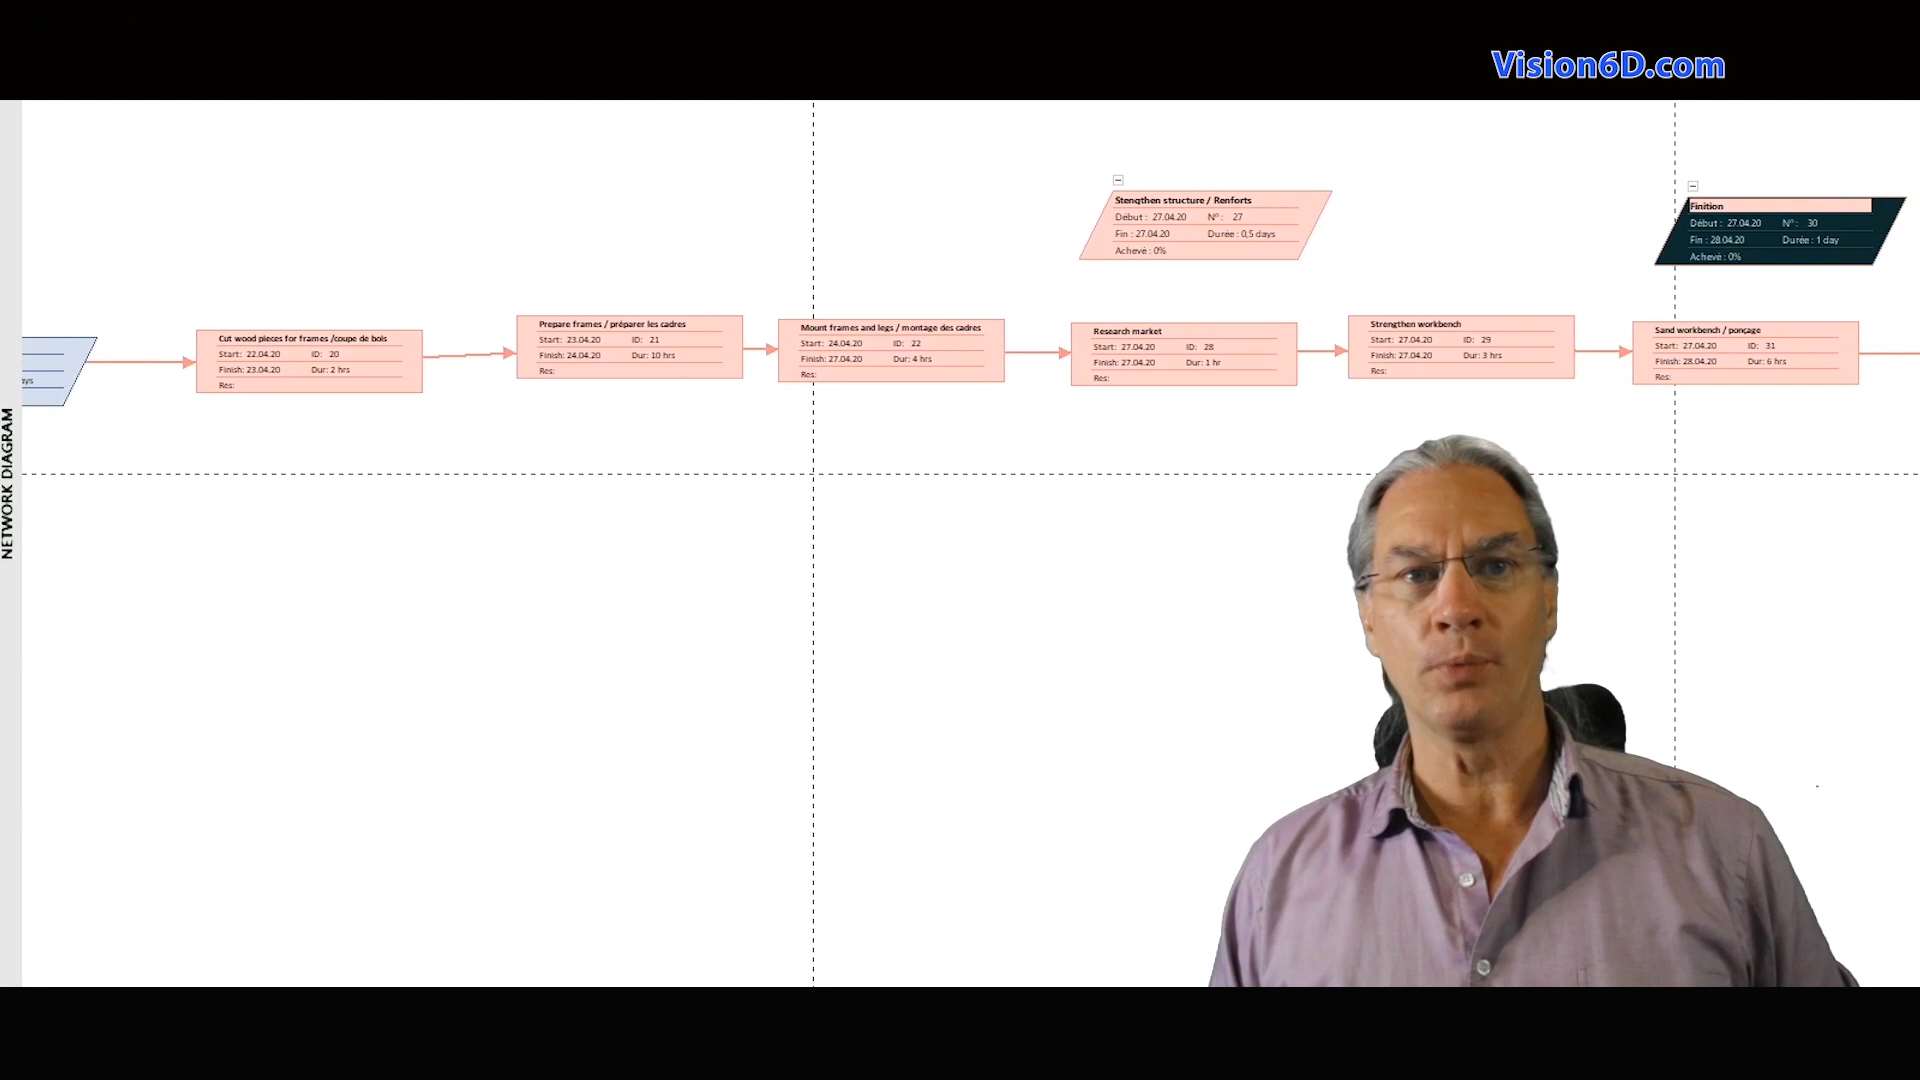 Vision6D.com
NETWORK DIAGRAM
Stengthen structure / Renforts
Début : 27.04.20 Nº : 27
Fin : 27.04.20 Durée : 0,5 days
Achevé : 0%
Finition
Début : 27.04.20 Nº : 30
Fin : 28.04.20 Durée : 1 day
Achevé : 0%
Cut wood pieces for frames /coupe de bois
Start: 22.04.20 ID: 20
Finish: 23.04.20 Dur: 2 hrs
Res:
Prepare frames / préparer les cadres
Start: 23.04.20 ID: 21
Finish: 24.04.20 Dur: 10 hrs
Res:
Mount frames and legs / montage des cadres
Start: 24.04.20 ID: 22
Finish: 27.04.20 Dur: 4 hrs
Res:
Research market
Start: 27.04.20 ID: 28
Finish: 27.04.20 Dur: 1 hr
Res:
Strengthen workbench
Start: 27.04.20 ID: 29
Finish: 27.04.20 Dur: 3 hrs
Res:
Sand workbench / ponçage
Start: 27.04.20 ID: 31
Finish: 28.04.20 Dur: 6 hrs
Res: